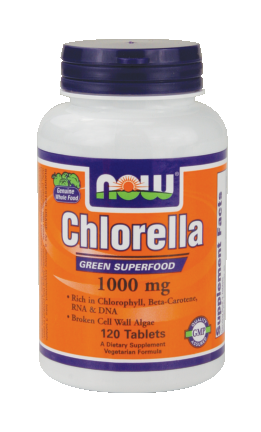 Genuine
Whole Food
NOW
Chlorella
GREEN SUPERFOOD
1000 mg
• Rich in Chlorophyll, Beta-Carotene,
RNA & DNA
• Broken Cell Wall Algae
120 Tablets
A Dietary Supplement
Vegetarian Formula
GMP
Supplement Facts